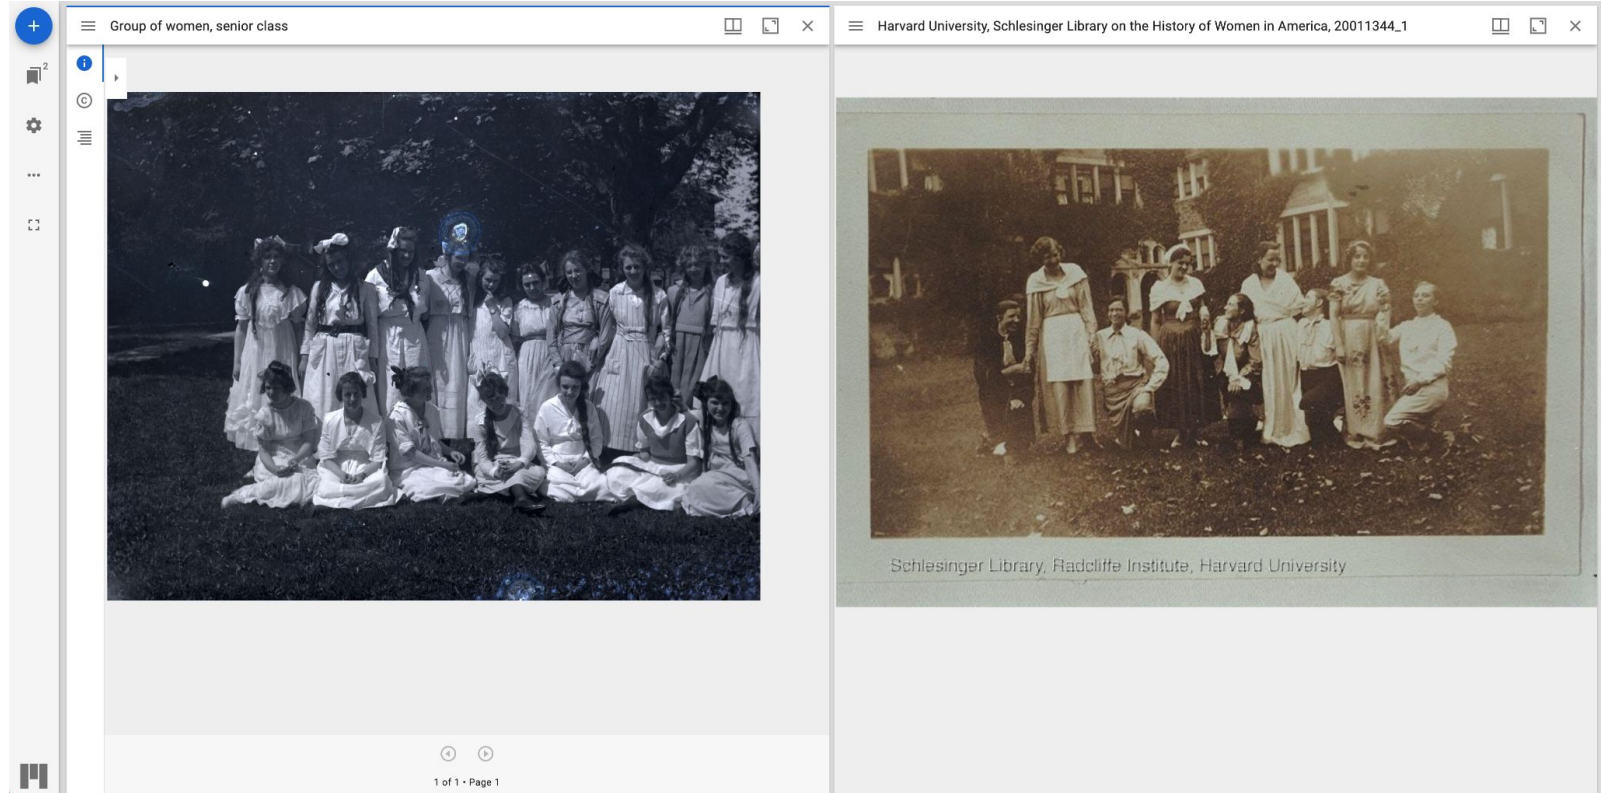 Group of women, senior class
Harvard University, Schlesinger Library on the History of Women in America, 20011344_1
2
Schlesinger Library, Radcliffe Institute, Harvard University
1 of 1 • Page 1